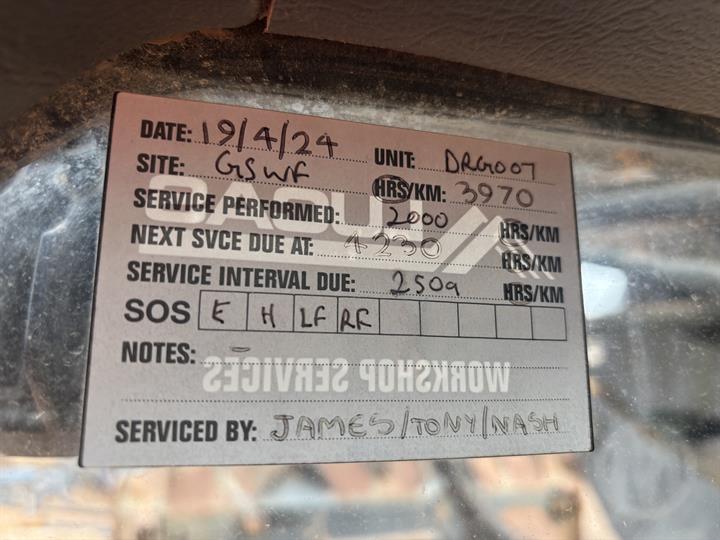 DATE: 19/4/24 UNIT: DRG007
SITE: GSWF HRS/KM: 3970
SERVICE PERFORMED: 2000 HRS/KM
NEXT SVCE DUE AT: 4230 HRS/KM
SERVICE INTERVAL DUE: 250a HRS/KM
SOS E H LF RF
NOTES: -
WORKSHOP SERVICES
SERVICED BY: JAMES/TONY/NASH